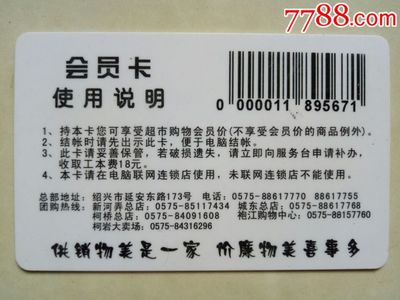 7788.com
会员卡
使用说明
0 000011 895671
1、持本卡您可享受超市购物会员价(不享受会员价的商品例外)。
2、结帐时请先出示此卡，便于电脑结帐。
3、此卡请妥善保管，若破损遗失，请立即向服务台申请补办，
收取工本费18元。
4、本卡请在电脑联网连锁店使用，未联网连锁店不能使用。
总部地址：绍兴市延安东路173号 电话：0575-88617770 88617755
团购热线：新河弄总店：0575-85117434 城东总店：0575-88617768
柯桥总店：0575-84091608 袍江购物中心：0575-88157760
柯岩大卖场：0575-84316296
供销物美是一家 价廉物美喜事多